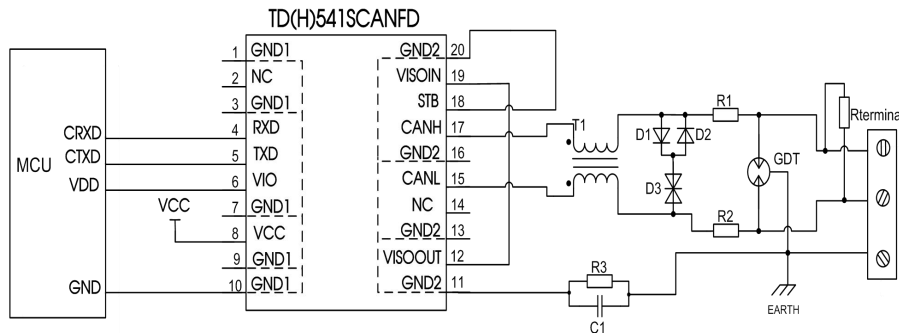 TD(H)541SCANFD
MCU
CRXD
CTXD
VDD
GND
VCC
1 GND1
2 NC
3 GND1
4 RXD
5 TXD
6 VIO
7 GND1
8 VCC
9 GND1
10 GND1
GND2 20
VISOIN 19
STB 18
CANH 17
GND2 16
CANL 15
NC 14
GND2 13
VISOOUT 12
GND2 11
T1
D1 D2
D3
R1
R2
GDT
Rtermina
R3
C1
EARTH